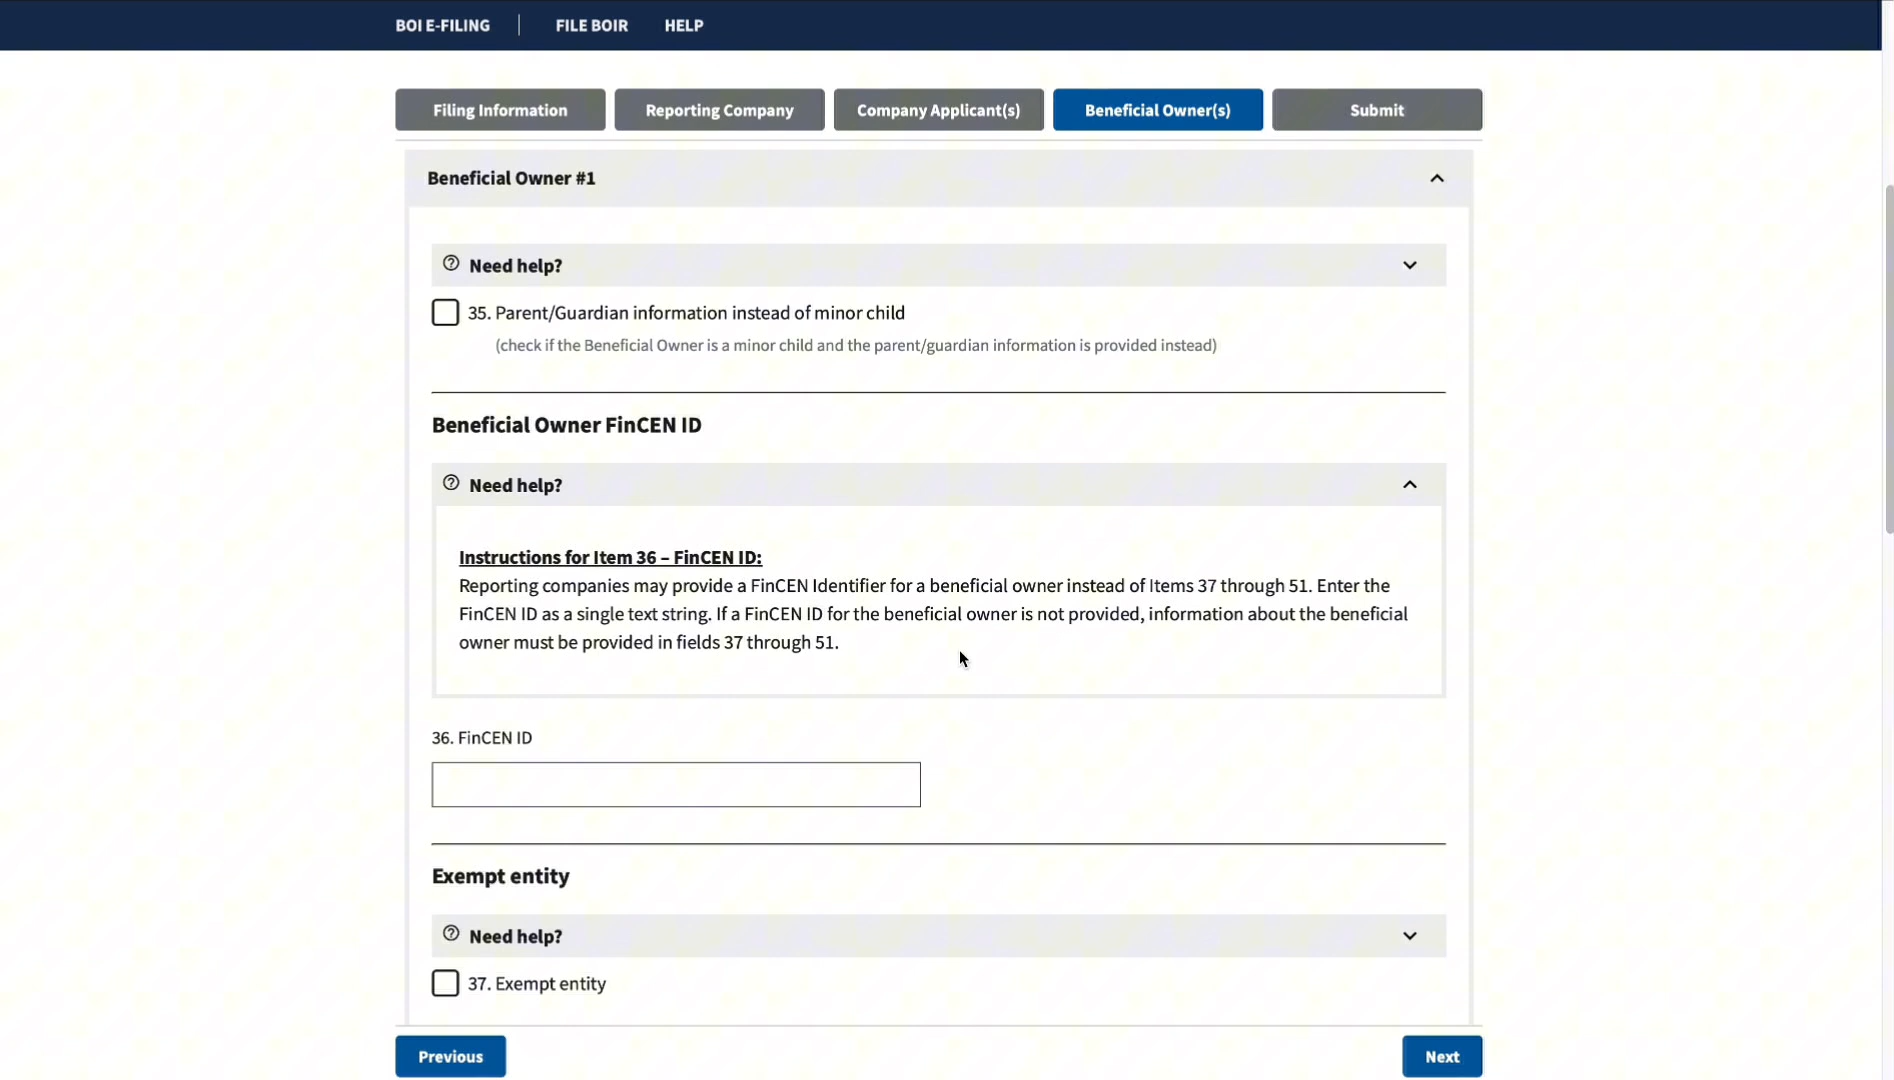 BOI E-FILING
FILE BOIR
HELP
Filing Information
Reporting Company
Company Applicant(s)
Beneficial Owner(s)
Submit
Beneficial Owner #1
Need help?
35. Parent/Guardian information instead of minor child
(check if the Beneficial Owner is a minor child and the parent/guardian information is provided instead)
Beneficial Owner FinCEN ID
Need help?
Instructions for Item 36 – FinCEN ID:
Reporting companies may provide a FinCEN Identifier for a beneficial owner instead of Items 37 through 51. Enter the
FinCEN ID as a single text string. If a FinCEN ID for the beneficial owner is not provided, information about the beneficial
owner must be provided in fields 37 through 51.
36. FinCEN ID
Exempt entity
Need help?
37. Exempt entity
Previous
Next